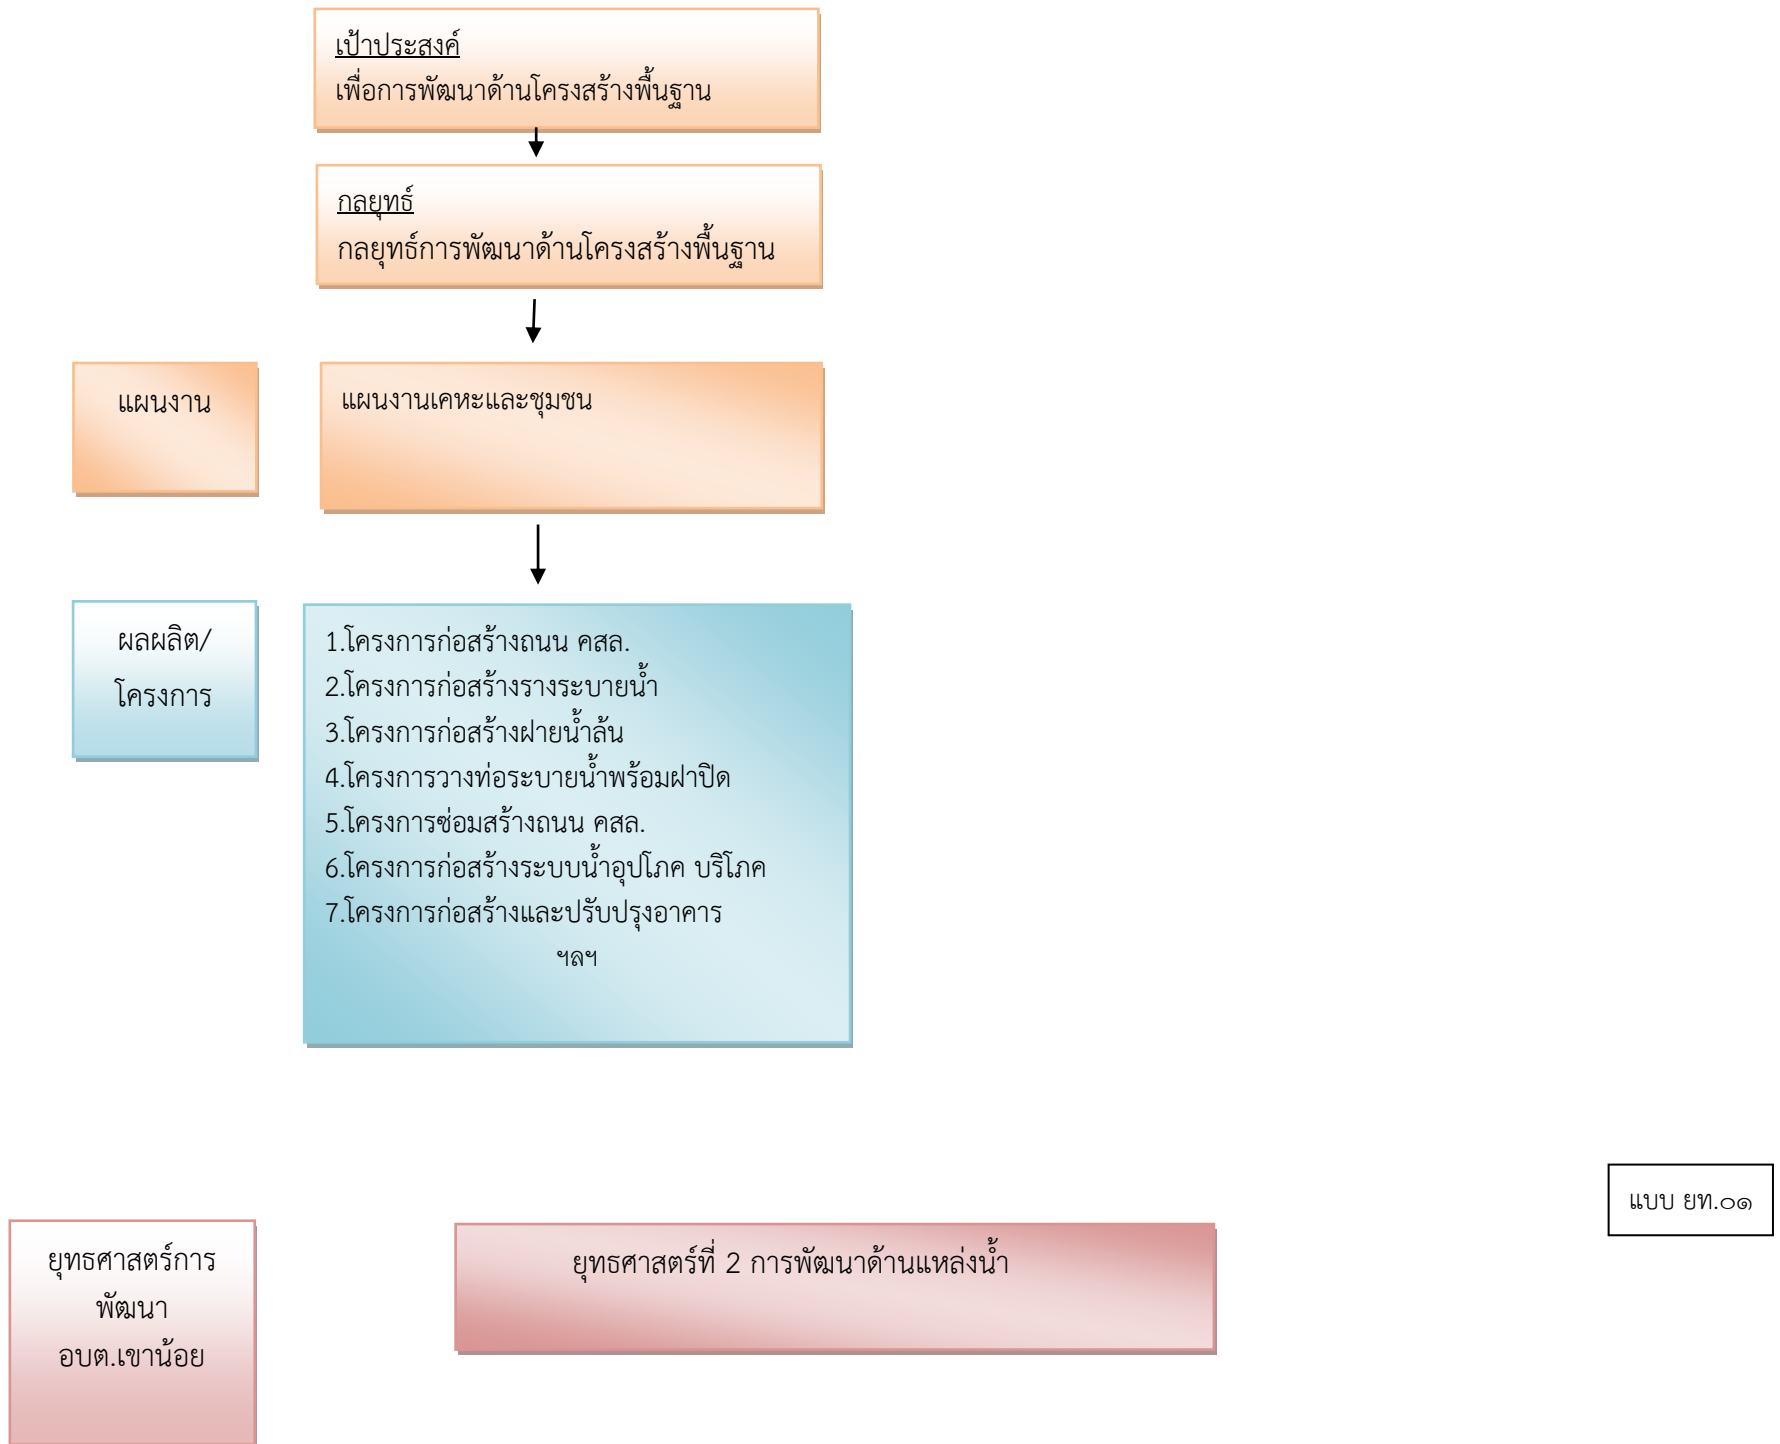 เป้าประสงค์
เพื่อการพัฒนาด้านโครงสร้างพื้นฐาน
กลยุทธ์
กลยุทธ์การพัฒนาด้านโครงสร้างพื้นฐาน
แผนงาน
แผนงานเคหะและชุมชน
ผลผลิต/
โครงการ
1.โครงการก่อสร้างถนน คสล.
2.โครงการก่อสร้างรางระบายน้ำ
3.โครงการก่อสร้างฝายน้ำล้น
4.โครงการวางท่อระบายน้ำพร้อมฝาปิด
5.โครงการซ่อมสร้างถนน คสล.
6.โครงการก่อสร้างระบบน้ำอุปโภค บริโภค
7.โครงการก่อสร้างและปรับปรุงอาคาร
ฯลฯ
แบบ ยท.๐๑
ยุทธศาสตร์การ
พัฒนา
อบต.เขาน้อย
ยุทธศาสตร์ที่ 2 การพัฒนาด้านแหล่งน้ำ